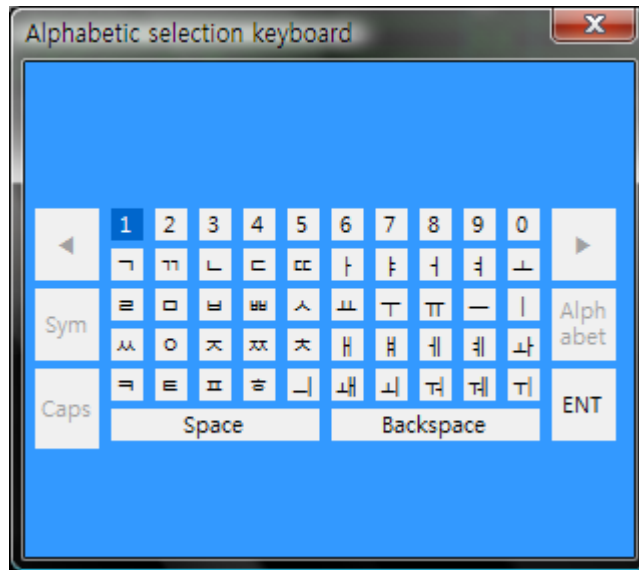 Alphabetic selection keyboard
1 2 3 4 5 6 7 8 9 0
ㄱ ㄲ ㄴ ㄷ ㄸ ㅏ ㅑ ㅓ ㅕ ㅗ
Sym
ㄹ ㅁ ㅂ ㅃ ㅅ ㅛ ㅜ ㅠ ㅡ ㅣ
Alph
abet
ㅆ ㅇ ㅈ ㅉ ㅊ ㅐ ㅒ ㅔ ㅖ ㅘ
Caps
ㅋ ㅌ ㅍ ㅎ ㅢ ㅙ ㅚ ㅝ ㅞ ㅟ
ENT
Space Backspace